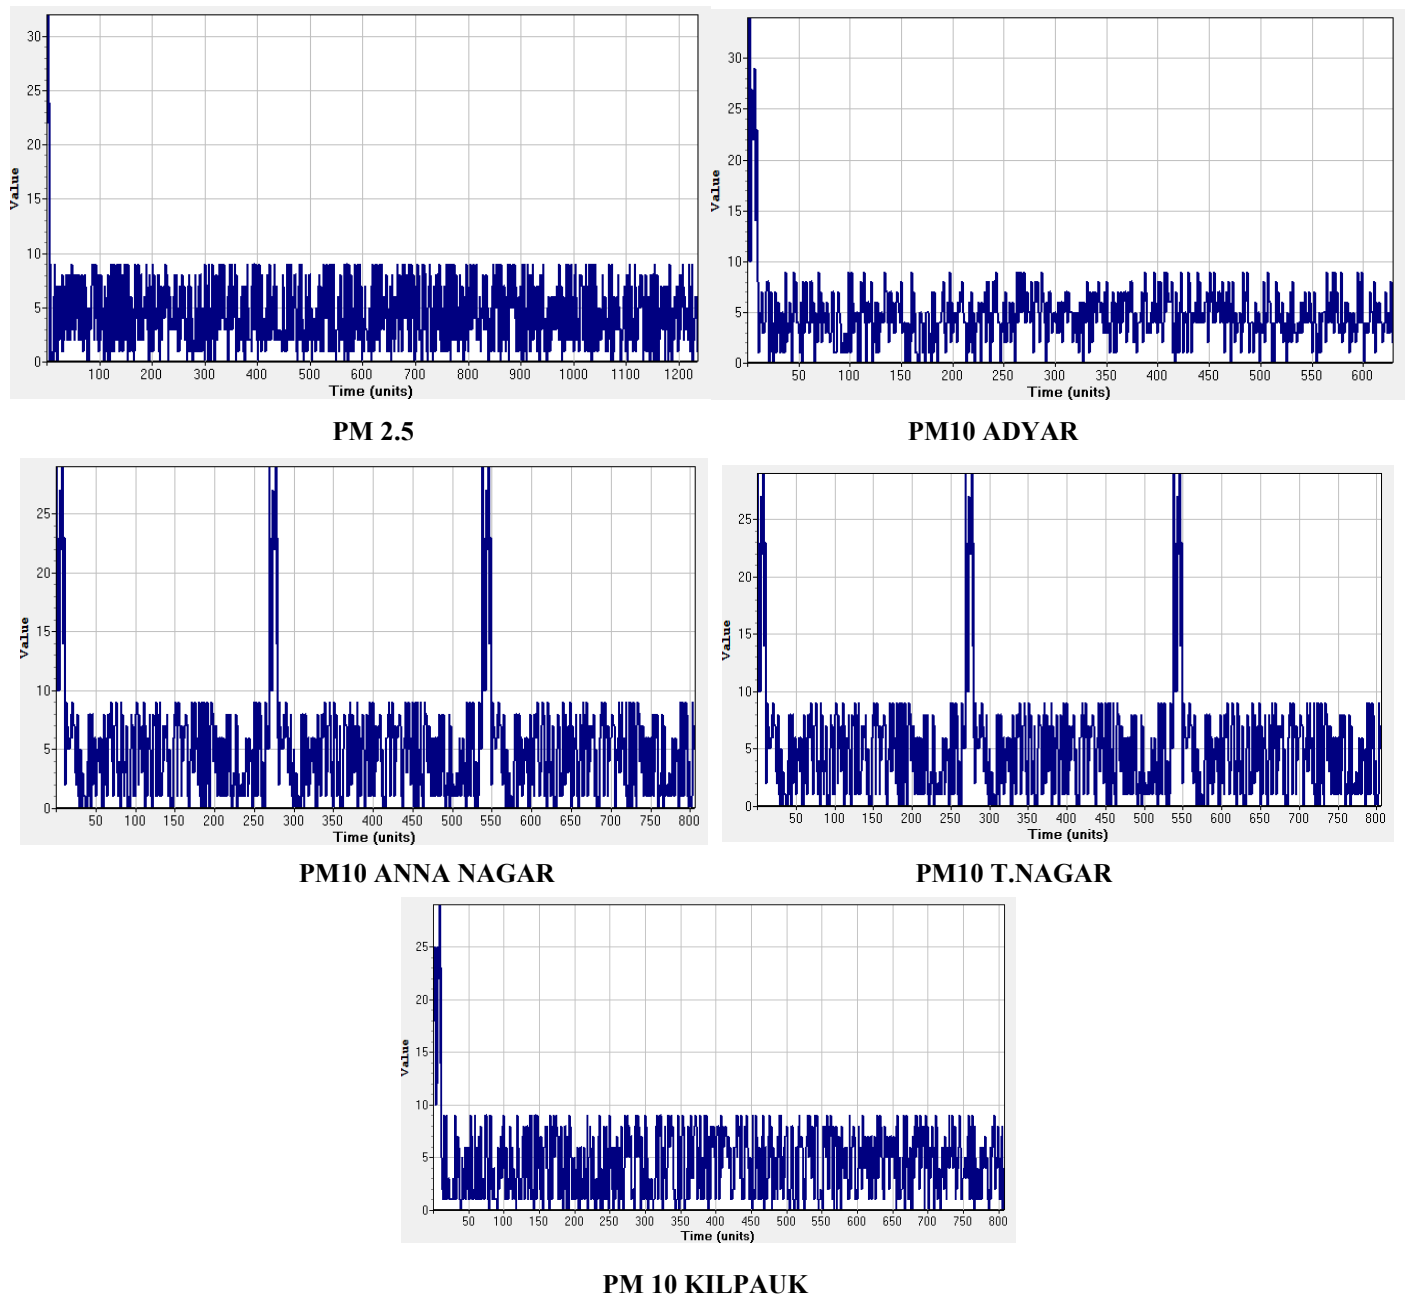 30
25
20
15
10
5
0
Value
100 200 300 400 500 600 700 800 900 1000 1100 1200
Time (units)
PM 2.5
30
25
20
15
10
5
0
Value
50 100 150 200 250 300 350 400 450 500 550 600
Time (units)
PM10 ADYAR
25
20
15
10
5
0
Value
50 100 150 200 250 300 350 400 450 500 550 600 650 700 750 800
Time (units)
PM10 ANNA NAGAR
25
20
15
10
5
0
Value
50 100 150 200 250 300 350 400 450 500 550 600 650 700 750 800
Time (units)
PM10 T.NAGAR
25
20
15
10
5
0
Value
50 100 150 200 250 300 350 400 450 500 550 600 650 700 750 800
Time (units)
PM 10 KILPAUK